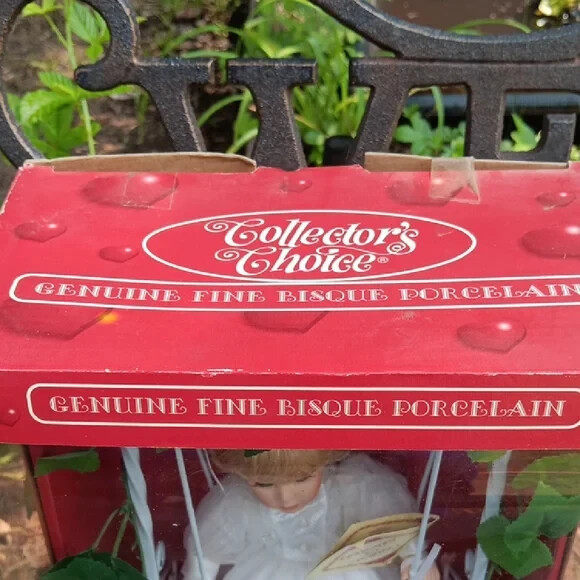 Collector's
Choice®
GENUINE FINE BISQUE PORCELAIN
GENUINE FINE BISQUE PORCELAIN